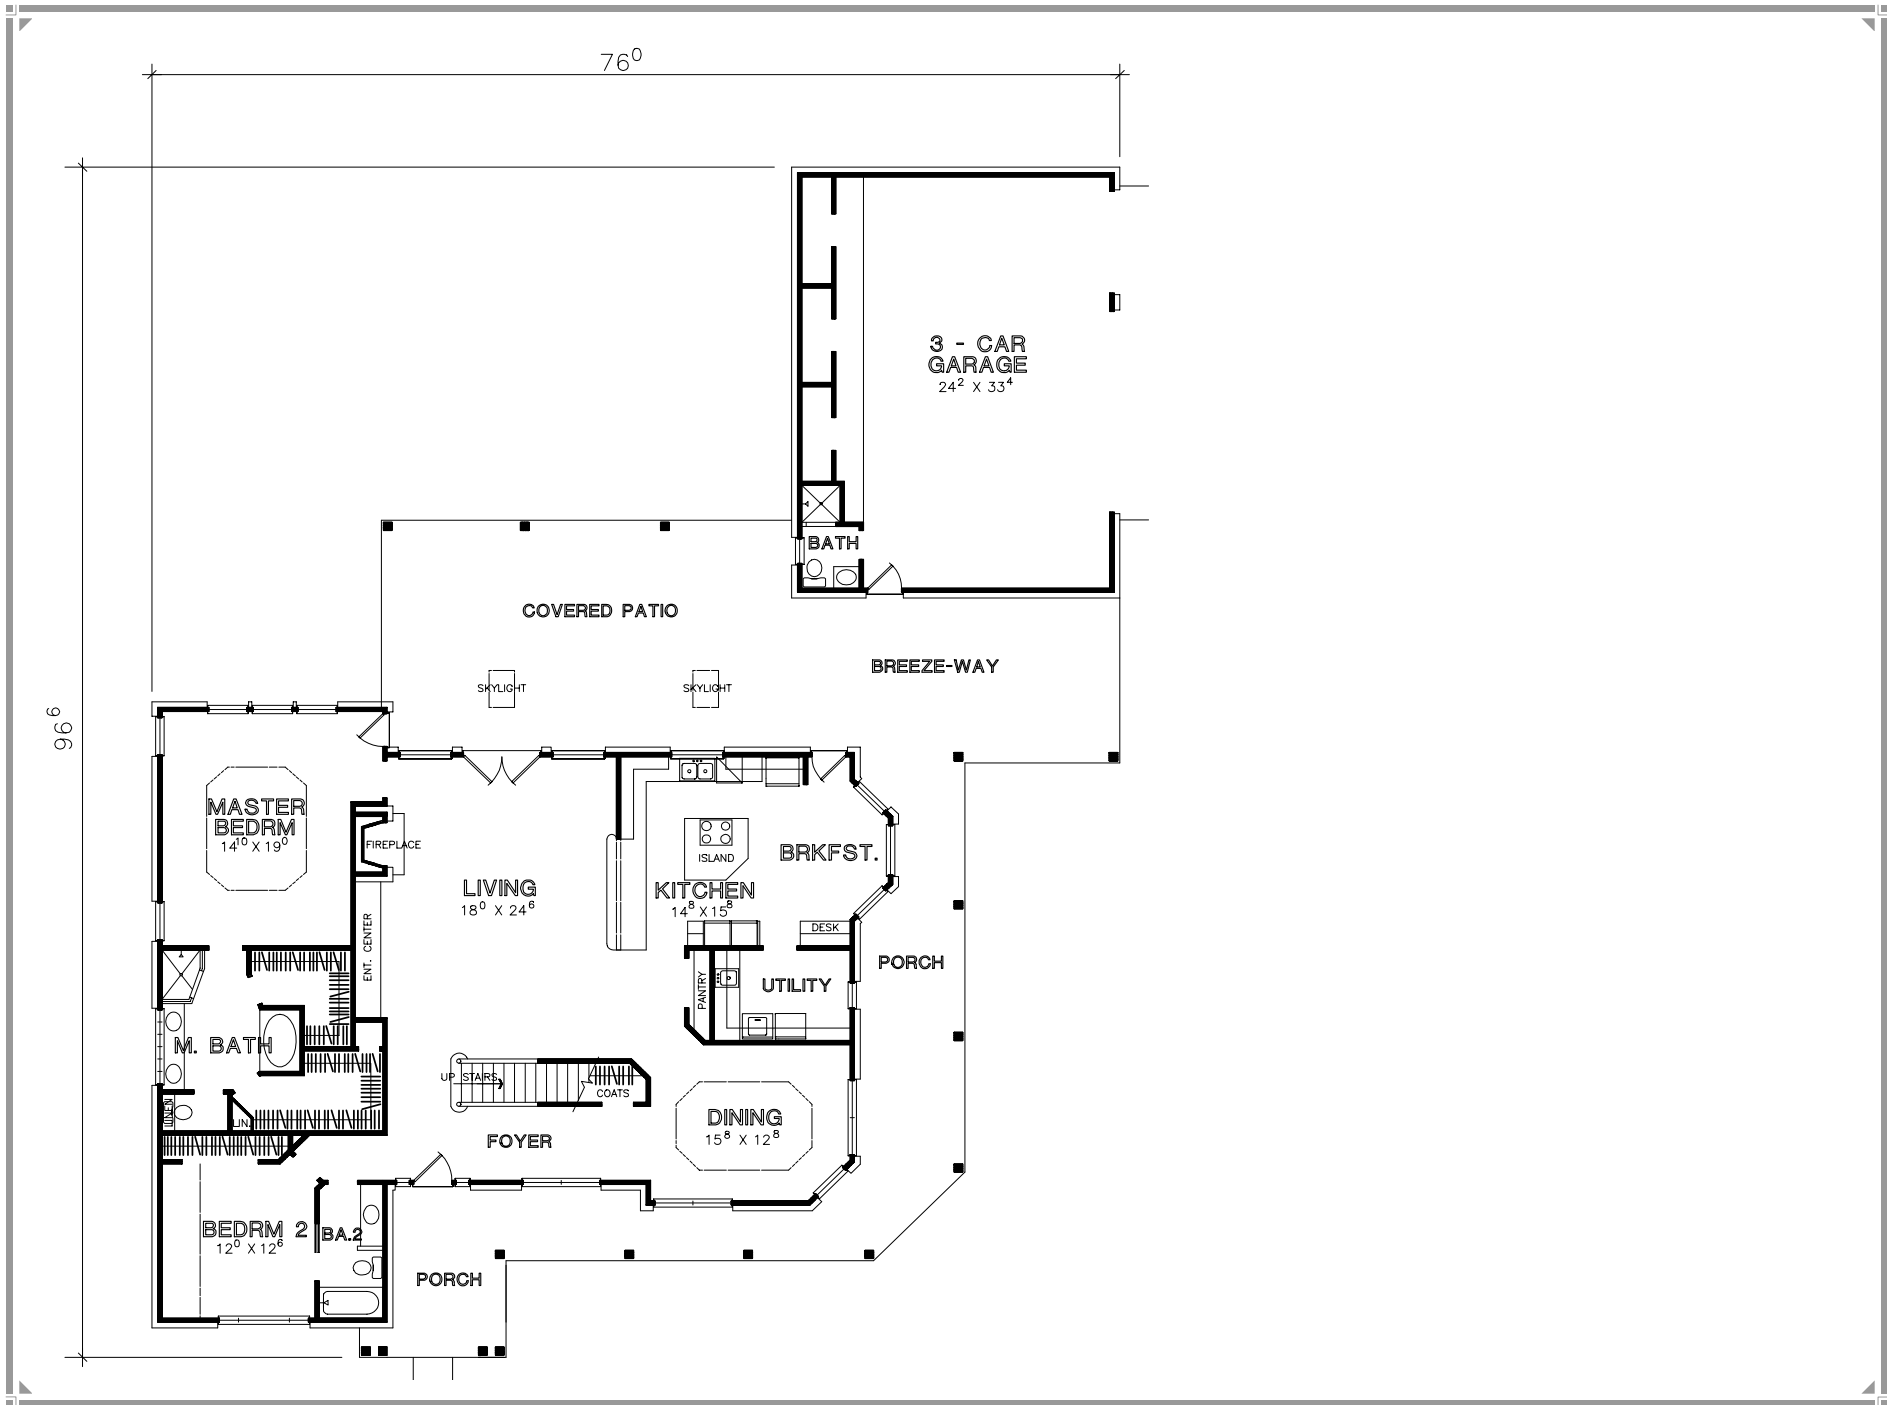 76⁰
96⁶
3 - CAR
GARAGE
24² X 33⁴
BATH
COVERED PATIO
BREEZE-WAY
SKYLIGHT
SKYLIGHT
MASTER
BEDRM
14¹⁰ X 19⁰
FIREPLACE
ISLAND
BRKFST.
LIVING
18⁰ X 24⁶
KITCHEN
14⁸ X 15⁸
DESK
ENT. CENTER
PORCH
PANTRY
UTILITY
M. BATH
UP STAIRS
COATS
LINEN
LIN.
DINING
15⁸ X 12⁸
FOYER
BEDRM 2
12⁰ X 12⁶
BA.2
PORCH